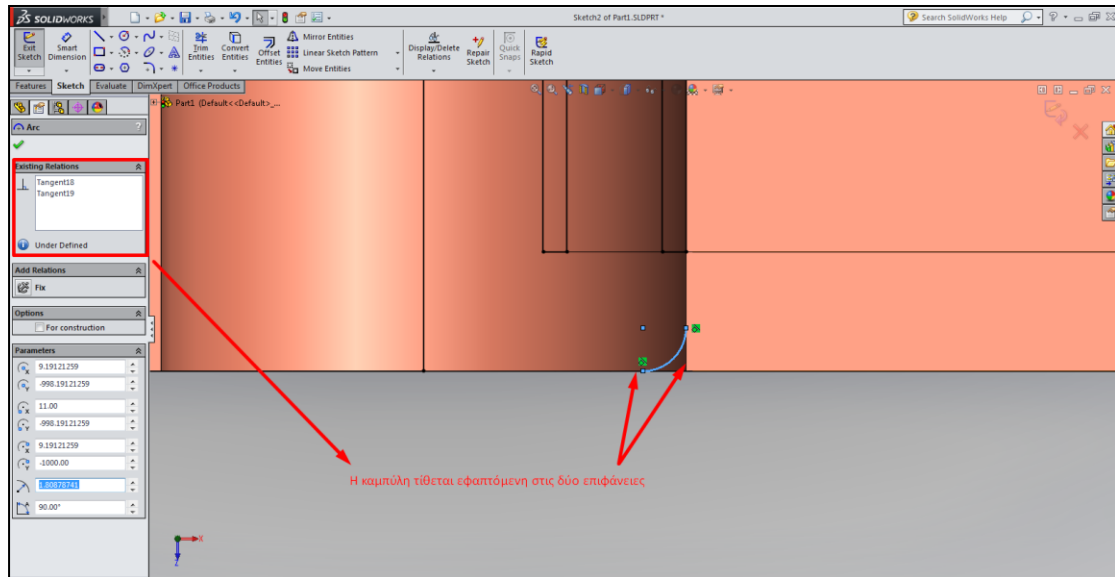 SOLIDWORKS
Sketch2 of Part1.SLDPRT *
Search SolidWorks Help
Exit Sketch
Smart Dimension
Trim Entities
Convert Entities
Offset Entities
Mirror Entities
Linear Sketch Pattern
Move Entities
Display/Delete Relations
Repair Sketch
Quick Snaps
Rapid Sketch
Features Sketch Evaluate DimXpert Office Products
Part1 (Default<<Default>_...
Arc
?
Existing Relations
Tangent18
Tangent19
Under Defined
Add Relations
Fix
Options
For construction
Parameters
9.19121259
-998.19121259
11.00
-998.19121259
9.19121259
-1000.00
1.80878741
90.00°
Η καμπύλη τίθεται εφαπτόμενη στις δύο επιφάνειες
X
Z